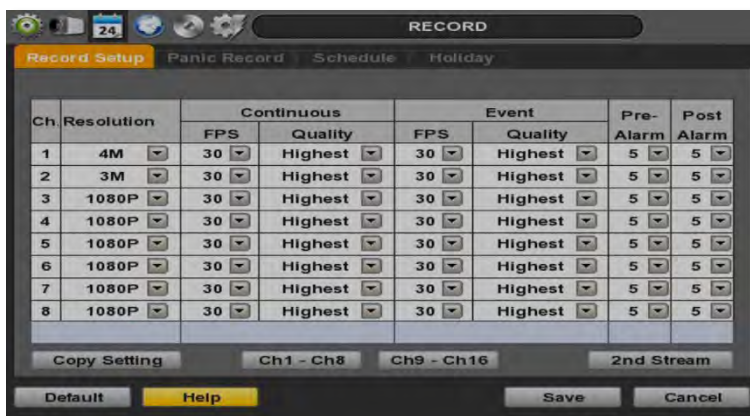 24
RECORD
Record Setup Panic Record Schedule Holiday
Ch. Resolution Continuous Event Pre-Alarm Post Alarm
FPS Quality FPS Quality
1 4M 30 Highest 30 Highest 5 5
2 3M 30 Highest 30 Highest 5 5
3 1080P 30 Highest 30 Highest 5 5
4 1080P 30 Highest 30 Highest 5 5
5 1080P 30 Highest 30 Highest 5 5
6 1080P 30 Highest 30 Highest 5 5
7 1080P 30 Highest 30 Highest 5 5
8 1080P 30 Highest 30 Highest 5 5
Copy Setting Ch1 - Ch8 Ch9 - Ch16 2nd Stream
Default Help Save Cancel